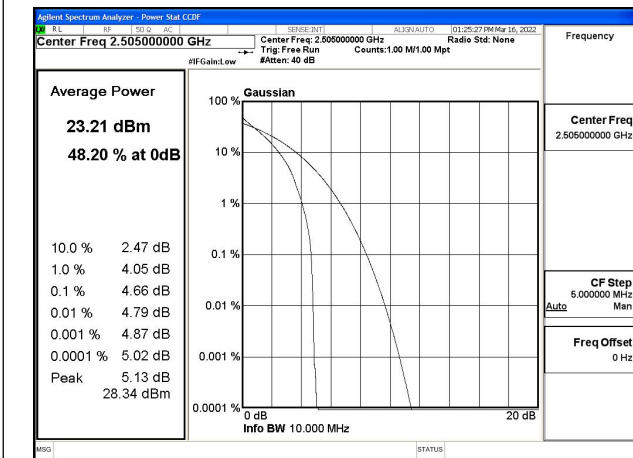 Agilent Spectrum Analyzer - Power Stat CCDF
RL RF 50 Ω AC SENSE:INT ALIGN AUTO 01:25:27 PM Mar 16, 2022
Center Freq 2.505000000 GHz
Center Freq: 2.505000000 GHz Radio Std: None
Trig: Free Run Counts:1.00 M/1.00 Mpt
#IFGain:Low #Atten: 40 dB
Frequency
Average Power
23.21 dBm
48.20 % at 0dB
10.0 % 2.47 dB
1.0 % 4.05 dB
0.1 % 4.66 dB
0.01 % 4.79 dB
0.001 % 4.87 dB
0.0001 % 5.02 dB
Peak 5.13 dB
28.34 dBm
Gaussian
100 %
10 %
1 %
0.1 %
0.01 %
0.001 %
0.0001 %
0 dB 20 dB
Info BW 10.000 MHz
Center Freq
2.505000000 GHz
CF Step
5.000000 MHz
Auto Man
Freq Offset
0 Hz
MSG STATUS